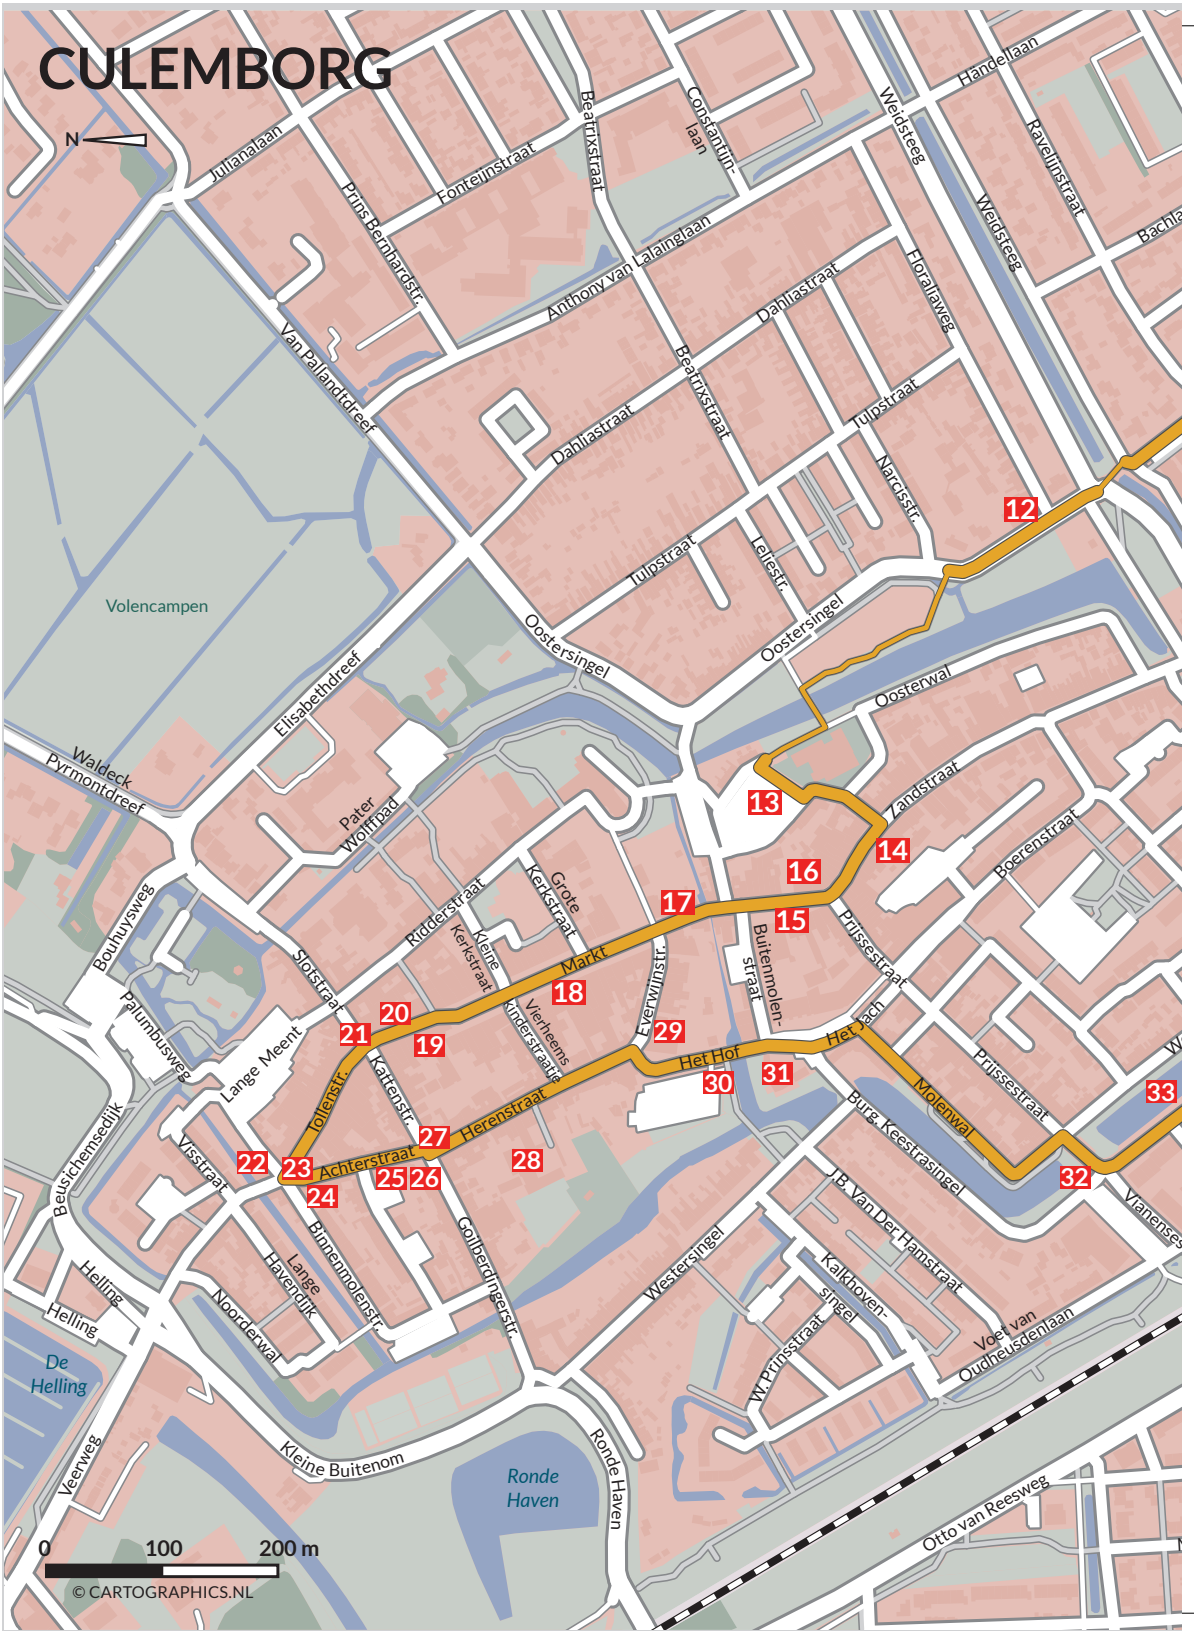 CULEMBORG
N
Julianalaan
Prins Bernhardstr.
Fonteijnstraat
Beatrixstraat
Constantijn-
laan
Weidsteeg
Händellaan
Ravelijnstraat
Weidsteeg
Bachla
Anthony van Lalainglaan
Floraliaweg
Dahliastraat
Van Pallandtdreef
Beatrixstraat
Dahliastraat
Tulpstraat
Narcisstr.
12
Tulpstraat
Leliestr.
Volencampen
Oostersingel
Oostersingel
Elisabethdreef
Oosterwal
Waldeck
Pyrmontdreef
Pater
Wolffpad
13
Zandstraat
14
Boerenstraat
16
15
17
Bouhuysweg
Ridderstraat
Grote
Kerkstraat
Kleine
Kerkstraat
Markt
18
Prijssestraat
Buitenmolen-
straat
Slotstraat
Palumbusweg
Everwijnstr.
20
19
21
Vierheems
kinderstraatje
29
Het Jach
Het Hof
30
31
Lange Meent
Tollenstr.
Kattenstr.
Herenstraat
Prijssestraat
W
33
Molenwal
Beusichemsedijk
Visstraat
22
23
24
Achterstraat
25
26
27
28
Burg. Keestrasingel
32
J.B. Van Der Hamstraat
Vianenses
Binnenmolenstr.
Gollberdingerstr.
Westersingel
Kalkhoven-
singel
Helling
Helling
Lange
Havendijk
Noorderwal
De
Helling
Voet van
Oudheusdenlaan
W. Prinsstraat
Veerweg
Kleine Buitenom
Ronde
Haven
Ronde Haven
Otto van Reesweg
0 100 200 m
© CARTOGRAPHICS.NL